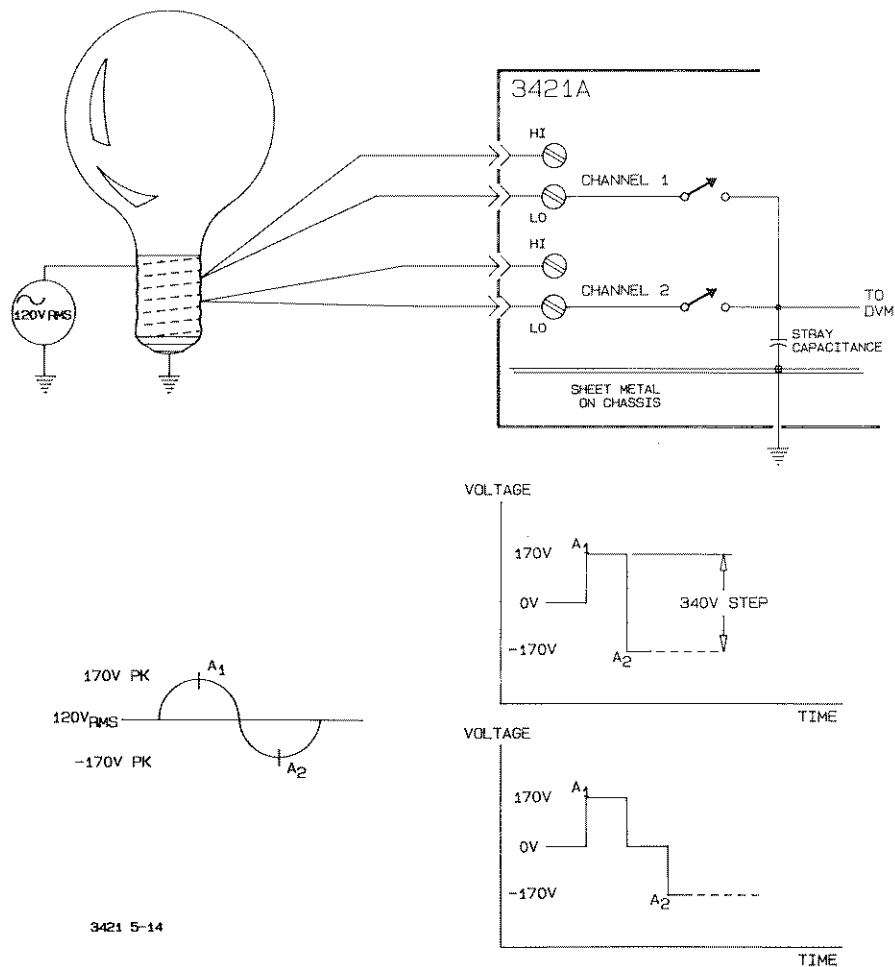 3421A
HI
CHANNEL 1
LO
HI
CHANNEL 2
LO
TO
DVM
120V RMS
STRAY
CAPACITANCE
SHEET METAL
ON CHASSIS
VOLTAGE
170V
A1
0V
340V STEP
-170V
A2
TIME
170V PK
A1
120VRMS
-170V PK
A2
VOLTAGE
170V
A1
0V
-170V
A2
TIME
3421 5-14